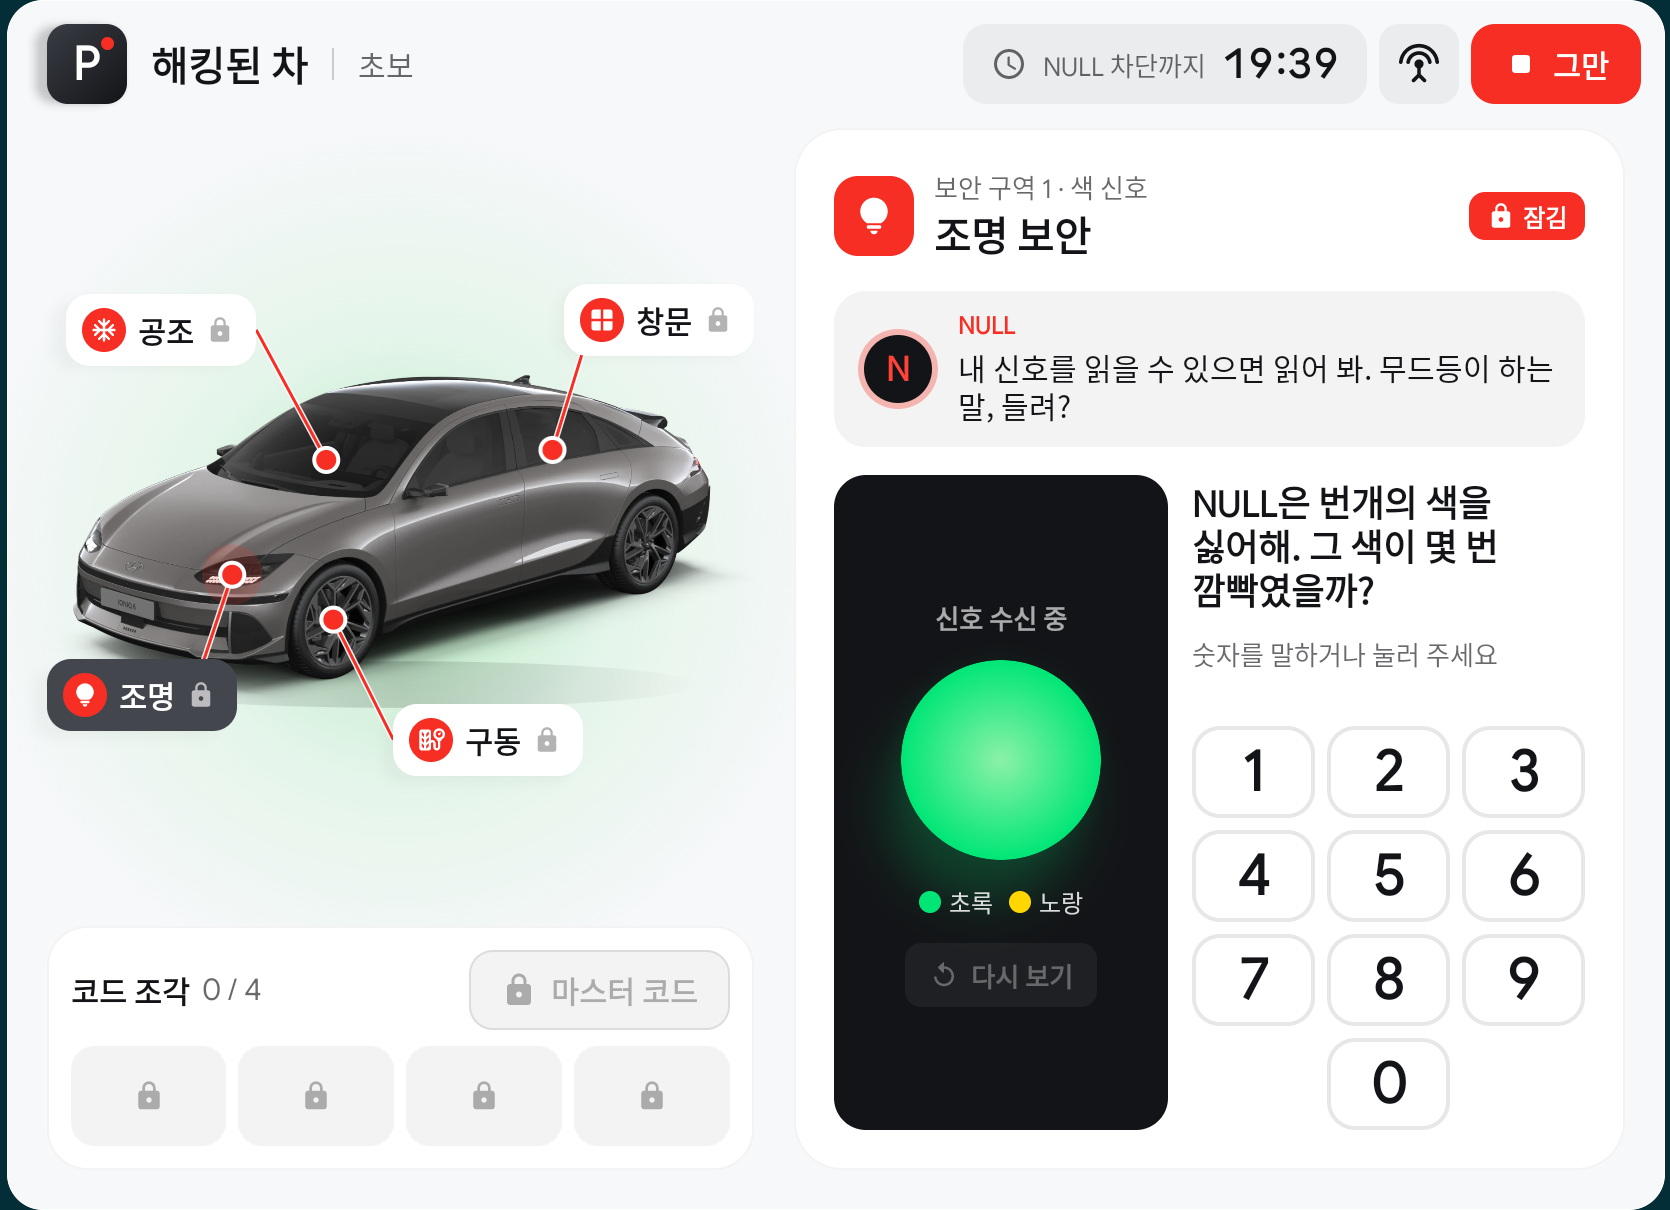 P
해킹된 차
초보
NULL 차단까지 19:39
그만
공조
창문
조명
구동
IONIQ 6
코드 조각 0 / 4
마스터 코드
보안 구역 1 · 색 신호
조명 보안
잠김
N
NULL
내 신호를 읽을 수 있으면 읽어 봐. 무드등이 하는
말, 들려?
신호 수신 중
초록 노랑
다시 보기
NULL은 번개의 색을
싫어해. 그 색이 몇 번
깜빡였을까?
숫자를 말하거나 눌러 주세요
1 2 3
4 5 6
7 8 9
0